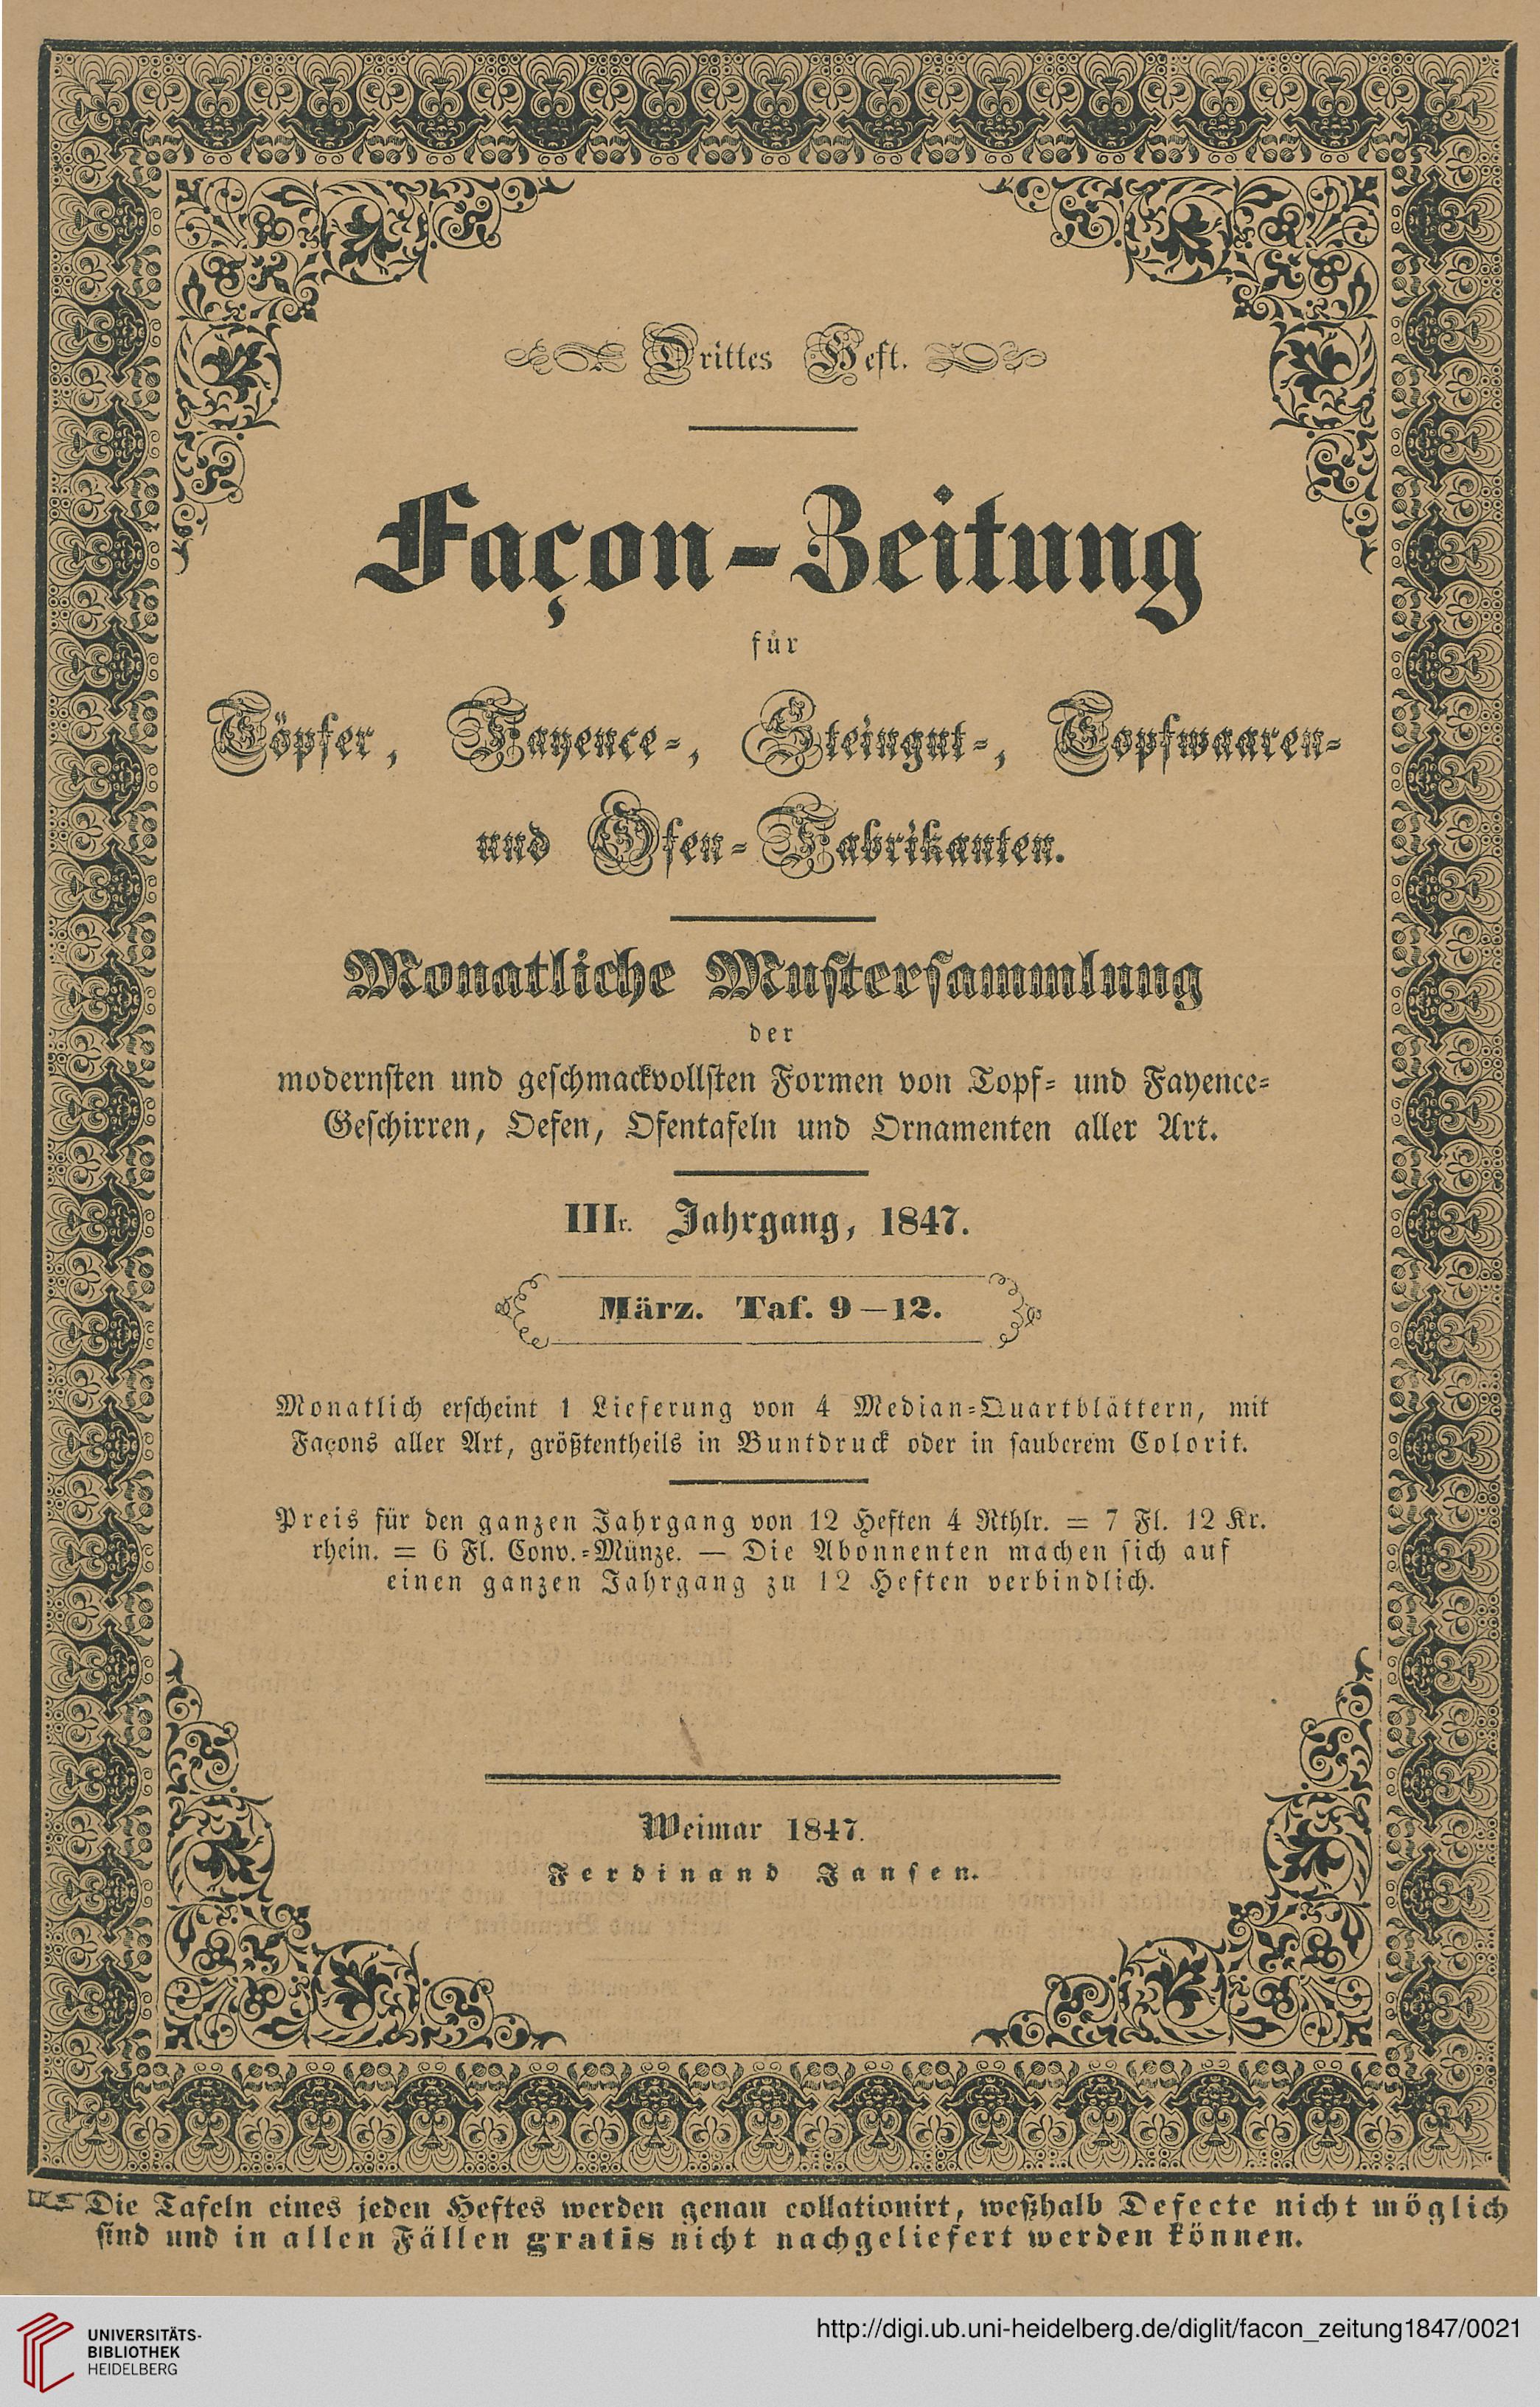 Drittes Heft.
Façon-Zeitung
für
Töpfer, Fayence-, Steingut-, Topfwaaren-
und Ofen-Fabrikanten.
Monatliche Mustersammlung
der
modernsten und geschmackvollsten Formen von Topf- und Fayence-
Geschirren, Oefen, Ofentafeln und Ornamenten aller Art.
IIIr. Jahrgang, 1847.
März. Taf. 9—12.
Monatlich erscheint 1 Lieferung von 4 Median-Quartblättern, mit
Façons aller Art, größtentheils in Buntdruck oder in sauberem Colorit.
Preis für den ganzen Jahrgang von 12 Heften 4 Rthlr. = 7 Fl. 12 Kr.
rhein. = 6 Fl. Conv.-Münze. — Die Abonnenten machen sich auf
einen ganzen Jahrgang zu 12 Heften verbindlich.
Weimar 1847.
Ferdinand Jansen.
Die Tafeln eines jeden Heftes werden genau collationirt, weßhalb Defecte nicht möglich
sind und in allen Fällen gratis nicht nachgeliefert werden können.
UNIVERSITÄTS-
BIBLIOTHEK
HEIDELBERG
http://digi.ub.uni-heidelberg.de/diglit/facon_zeitung1847/0021